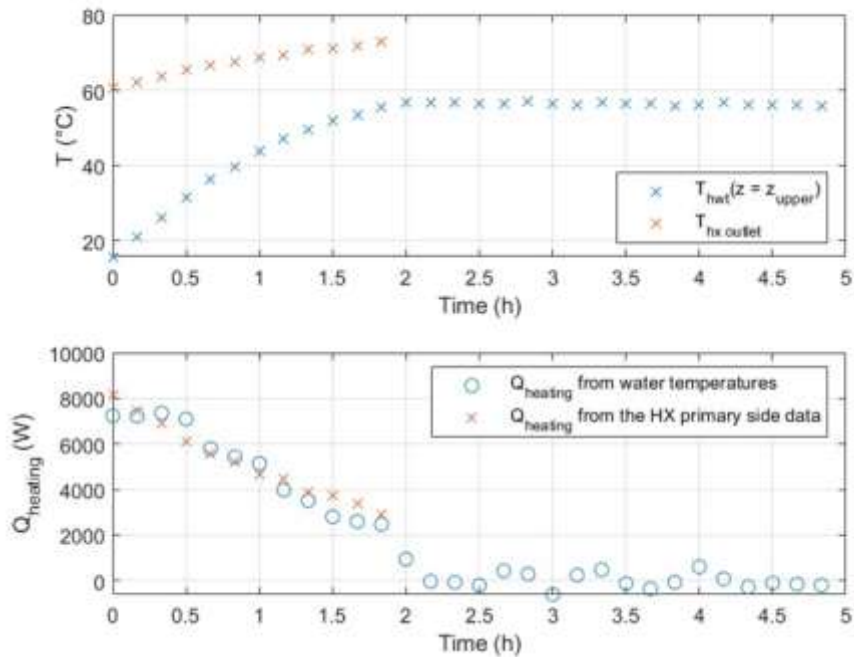 80
60
40
20
T (°C)
T_hwt(z = z_upper)
T_hx outlet
0 0.5 1 1.5 2 2.5 3 3.5 4 4.5 5
Time (h)
10000
8000
6000
4000
2000
0
Q_heating (W)
Q_heating from water temperatures
Q_heating from the HX primary side data
0 0.5 1 1.5 2 2.5 3 3.5 4 4.5 5
Time (h)